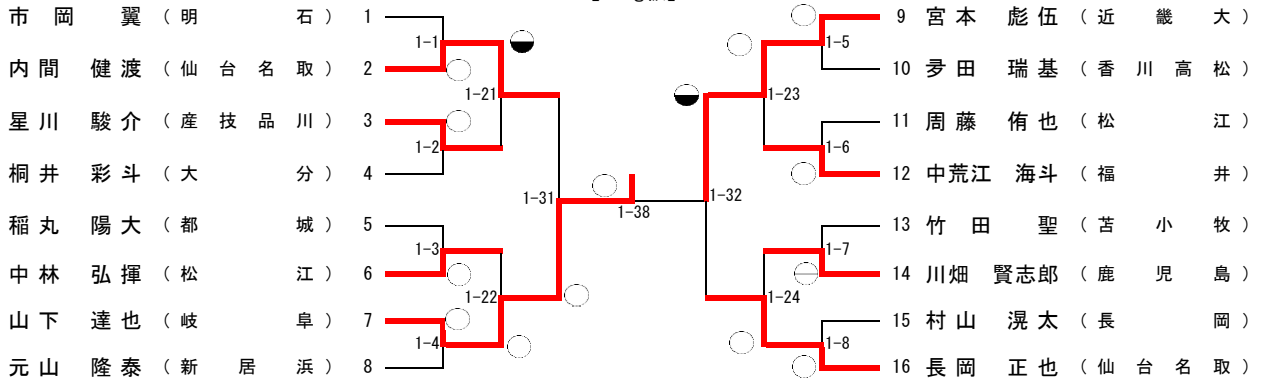 市岡 翼 （明石） 1
内間 健渡 （仙台名取） 2
星川 駿介 （産技品川） 3
桐井 彩斗 （大分） 4
稲丸 陽大 （都城） 5
中林 弘揮 （松江） 6
山下 達也 （岐阜） 7
元山 隆泰 （新居浜） 8
1-1
1-2
1-3
1-4
1-21
1-22
1-31
1-38
1-32
1-23
1-24
1-5
1-6
1-7
1-8
9 宮本 彪伍 （近畿大）
10 夛田 瑞基 （香川高松）
11 周藤 侑也 （松江）
12 中荒江 海斗 （福井）
13 竹田 聖 （苫小牧）
14 川畑 賢志郎 （鹿児島）
15 村山 滉太 （長岡）
16 長岡 正也 （仙台名取）